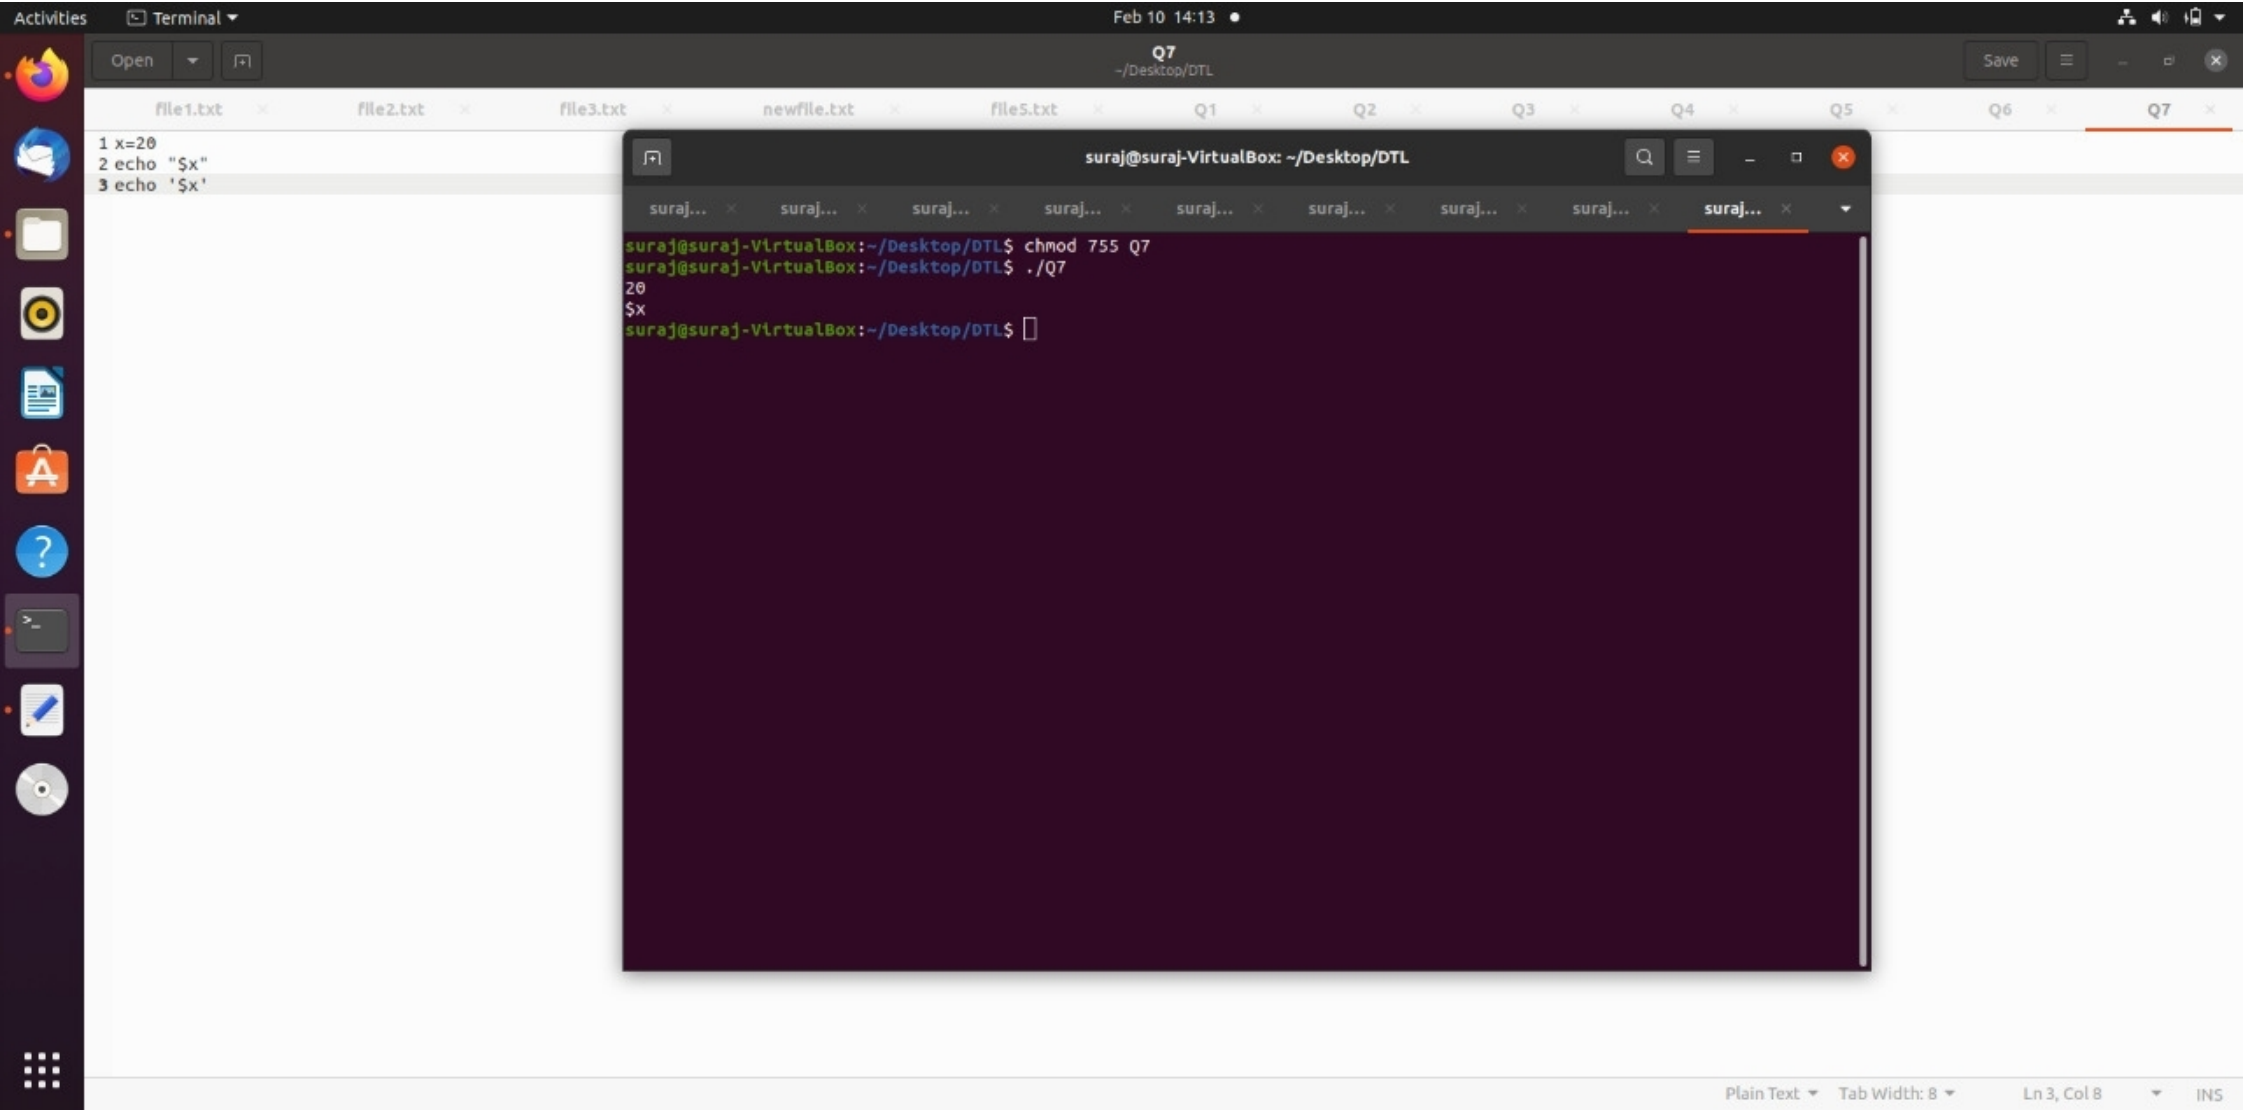 Activities Terminal Feb 10 14:13
Open Q7 Save
~/Desktop/DTL
file1.txt file2.txt file3.txt newfile.txt file5.txt Q1 Q2 Q3 Q4 Q5 Q6 Q7
1 x=20
2 echo "$x"
3 echo '$x'
suraj@suraj-VirtualBox: ~/Desktop/DTL
suraj... suraj... suraj... suraj... suraj... suraj... suraj... suraj... suraj...
suraj@suraj-VirtualBox:~/Desktop/DTL$ chmod 755 Q7
suraj@suraj-VirtualBox:~/Desktop/DTL$ ./Q7
20
$x
suraj@suraj-VirtualBox:~/Desktop/DTL$
Plain Text Tab Width: 8 Ln 3, Col 8 INS